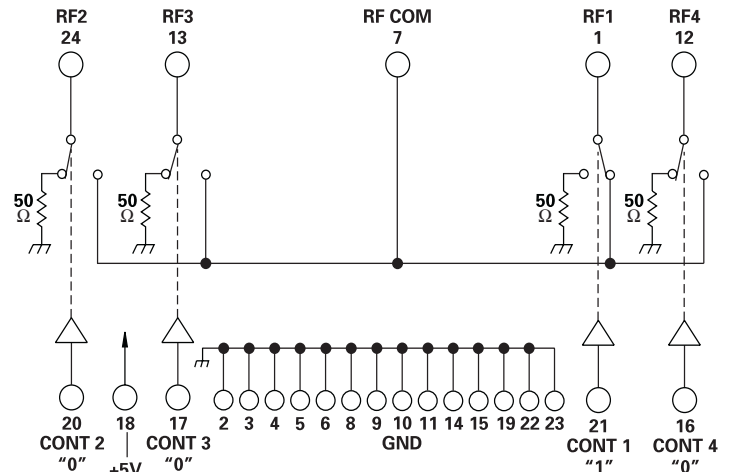 RF2 RF3 RF COM RF1 RF4
24 13 7 1 12
50 50 50 50
Ω Ω Ω Ω
20 18 17 2 3 4 5 6 8 9 10 11 14 15 19 22 23 21 16
CONT 2 CONT 3 GND CONT 1 CONT 4
"0" +5V "0" "1" "0"